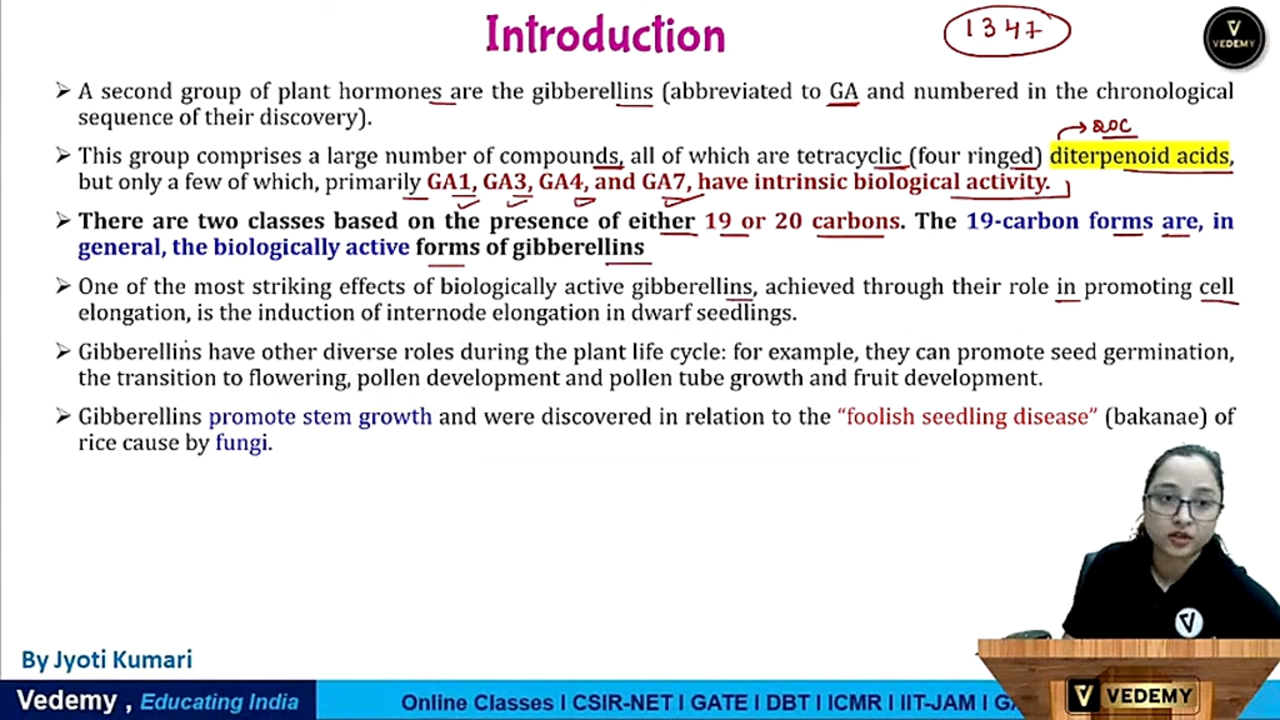 Introduction
1 3 4 7
VEDEMY
➢ A second group of plant hormones are the gibberellins (abbreviated to GA and numbered in the chronological
sequence of their discovery).
20C
➢ This group comprises a large number of compounds, all of which are tetracyclic (four ringed) diterpenoid acids,
but only a few of which, primarily GA1, GA3, GA4, and GA7, have intrinsic biological activity.
➢ There are two classes based on the presence of either 19 or 20 carbons. The 19-carbon forms are, in
general, the biologically active forms of gibberellins
➢ One of the most striking effects of biologically active gibberellins, achieved through their role in promoting cell
elongation, is the induction of internode elongation in dwarf seedlings.
➢ Gibberellins have other diverse roles during the plant life cycle: for example, they can promote seed germination,
the transition to flowering, pollen development and pollen tube growth and fruit development.
➢ Gibberellins promote stem growth and were discovered in relation to the “foolish seedling disease” (bakanae) of
rice cause by fungi.
By Jyoti Kumari
Vedemy , Educating India
Online Classes I CSIR-NET I GATE I DBT I ICMR I IIT-JAM I
VEDEMY